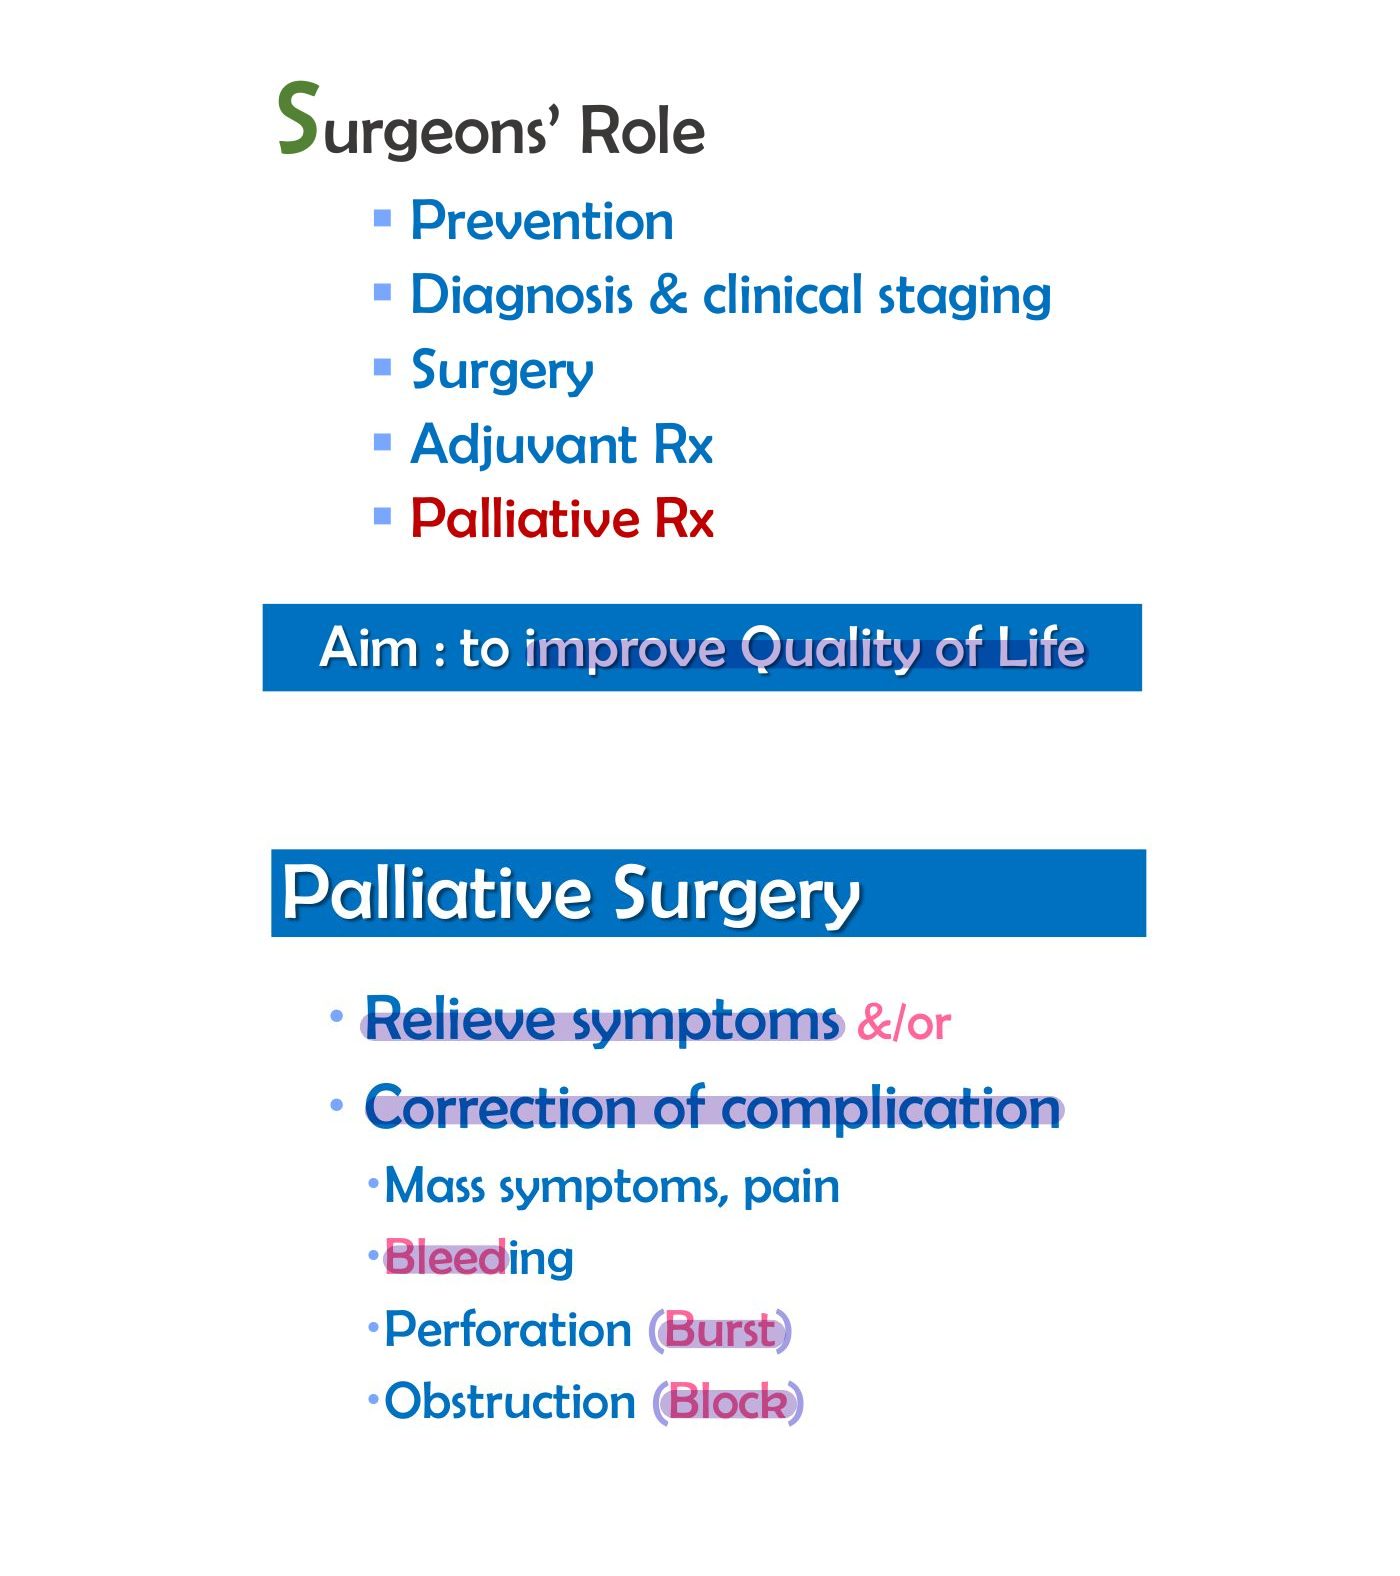 Surgeons’ Role
Prevention
Diagnosis & clinical staging
Surgery
Adjuvant Rx
Palliative Rx
Aim : to improve Quality of Life
Palliative Surgery
Relieve symptoms &/or
Correction of complication
Mass symptoms, pain
Bleeding
Perforation (Burst)
Obstruction (Block)